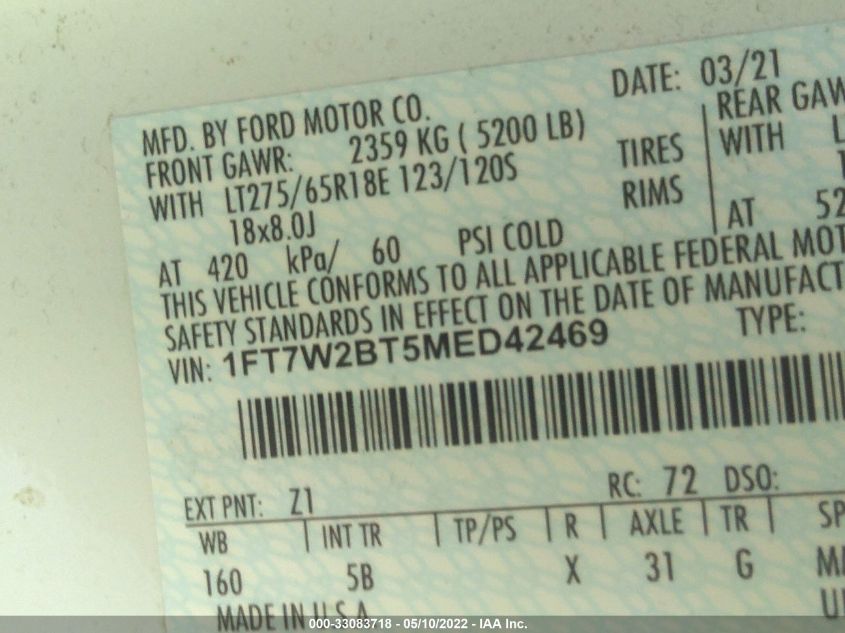 DATE: 03/21
MFD. BY FORD MOTOR CO.
FRONT GAWR: 2359 KG ( 5200 LB)
REAR GAW
WITH LT275/65R18E 123/120S TIRES
WITH L
18x8.0J RIMS
AT 420 kPa/ 60 PSI COLD
AT 52
THIS VEHICLE CONFORMS TO ALL APPLICABLE FEDERAL MOT
SAFETY STANDARDS IN EFFECT ON THE DATE OF MANUFACT
VIN: 1FT7W2BT5MED42469 TYPE:
EXT PNT: Z1 RC: 72 DSO:
WB INT TR TP/PS R AXLE TR SP
160 5B X 31 G
MADE IN U.S.A.
000-33083718 - 05/10/2022 - IAA Inc.